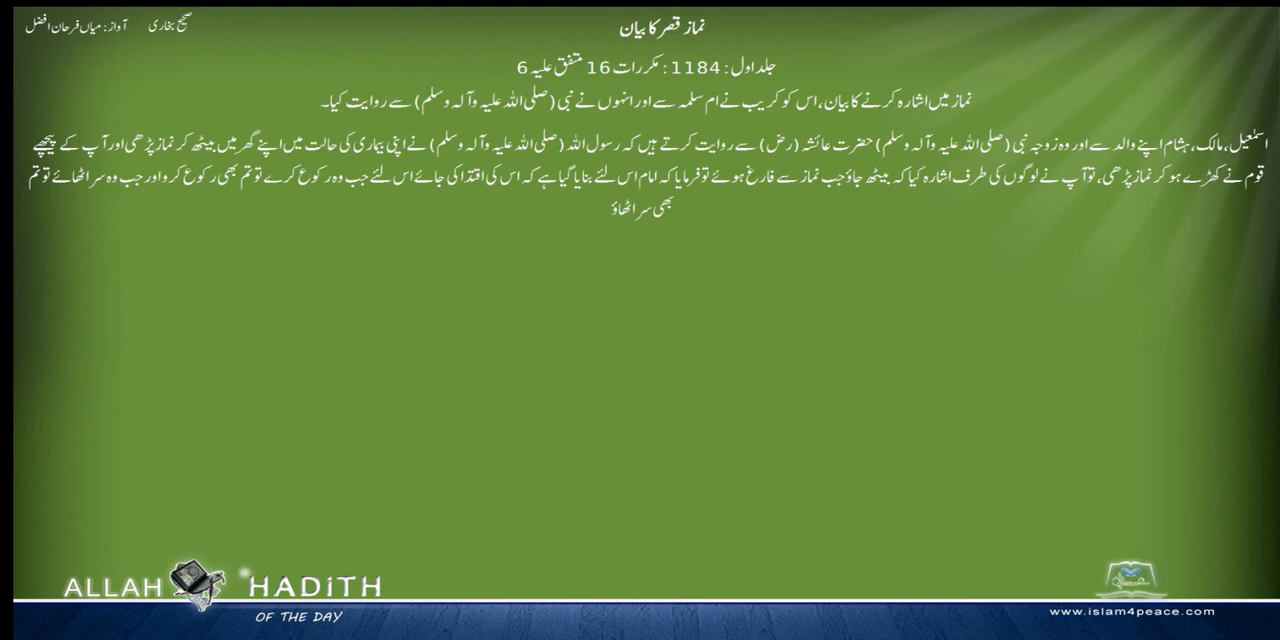 صحیح بخاری
آواز: میاں فرحان افضل
نماز قصر کا بیان
جلد اول: 1184: مکررات 16 متفق علیہ 6
نماز میں اشارہ کرنے کا بیان، اس کو کریب نے ام سلمہ سے اور انہوں نے نبی (صلی اللہ علیہ وآلہ وسلم) سے روایت کیا۔
اسمٰعیل، مالک، ہشام اپنے والد سے اور وہ زوجہ نبی (صلی اللہ علیہ وآلہ وسلم) حضرت عائشہ (رض) سے روایت کرتے ہیں کہ رسول اللہ (صلی اللہ علیہ وآلہ وسلم) نے اپنی بیماری کی حالت میں اپنے گھر میں بیٹھ کر نماز پڑھی اور آپ کے پیچھے
قوم نے کھڑے ہو کر نماز پڑھی، تو آپ نے لوگوں کی طرف اشارہ کیا کہ بیٹھ جاؤ جب نماز سے فارغ ہوئے تو فرمایا کہ امام اس لئے بنایا گیا ہے کہ اس کی اقتدا کی جائے اس لئے جب وہ رکوع کرے تو تم بھی رکوع کرو اور جب وہ سر اٹھائے تو تم
بھی سر اٹھاؤ
ALLAH HADITH
OF THE DAY
www.islam4peace.com